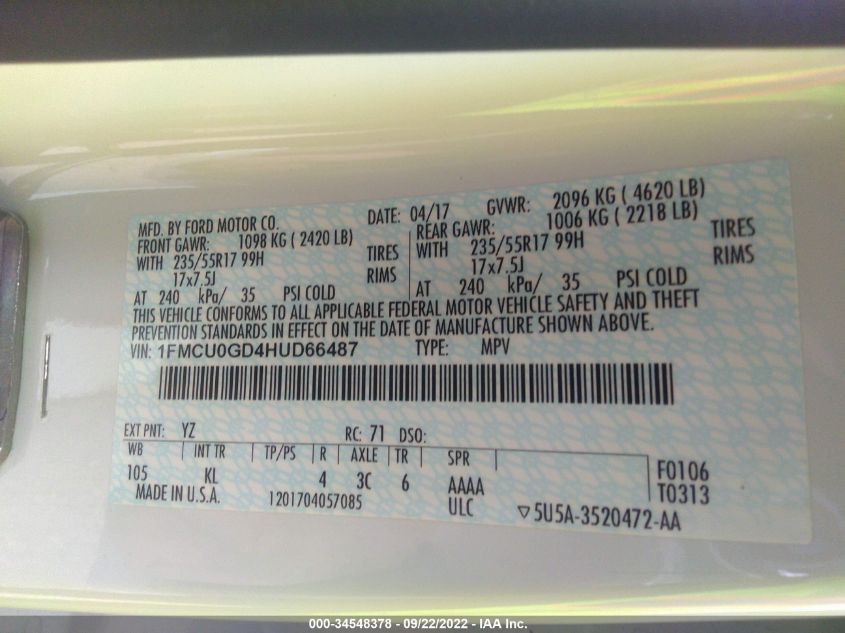 MFD. BY FORD MOTOR CO. DATE: 04/17 GVWR: 2096 KG ( 4620 LB)
FRONT GAWR: 1098 KG ( 2420 LB) REAR GAWR: 1006 KG ( 2218 LB)
WITH 235/55R17 99H TIRES WITH 235/55R17 99H TIRES
17x7.5J RIMS 17x7.5J RIMS
AT 240 kPa/ 35 PSI COLD AT 240 kPa/ 35 PSI COLD
THIS VEHICLE CONFORMS TO ALL APPLICABLE FEDERAL MOTOR VEHICLE SAFETY AND THEFT
PREVENTION STANDARDS IN EFFECT ON THE DATE OF MANUFACTURE SHOWN ABOVE.
VIN: 1FMCU0GD4HUD66487 TYPE: MPV
EXT PNT: YZ RC: 71 DSO:
WB INT TR TP/PS R AXLE TR SPR
105 KL 4 3C 6 AAAA F0106
MADE IN U.S.A. 1201704057085 ULC T0313
▽5U5A-3520472-AA
000-34548378 - 09/22/2022 - IAA Inc.